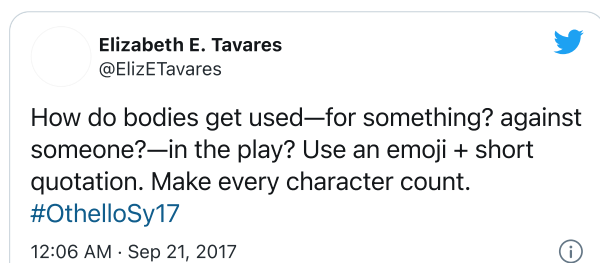 Elizabeth E. Tavares
@ElizETavares
How do bodies get used—for something? against
someone?—in the play? Use an emoji + short
quotation. Make every character count.
#OthelloSy17
12:06 AM · Sep 21, 2017